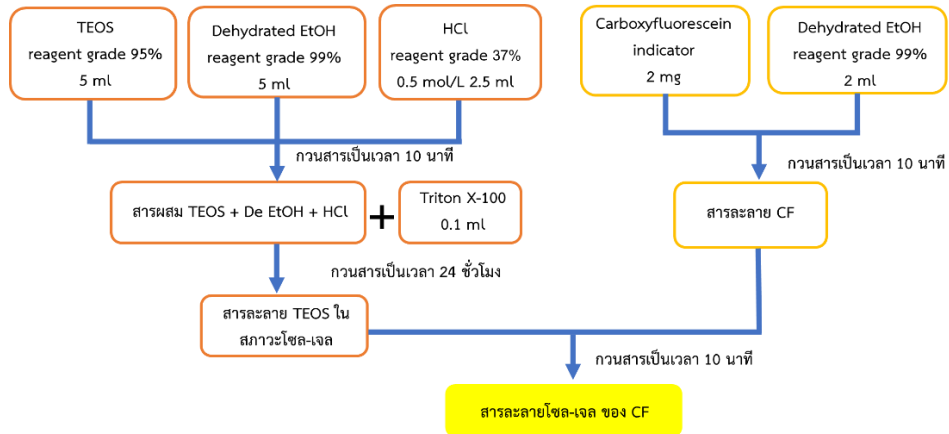 TEOS
reagent grade 95%
5 ml
Dehydrated EtOH
reagent grade 99%
5 ml
HCl
reagent grade 37%
0.5 mol/L 2.5 ml
Carboxyfluorescein
indicator
2 mg
Dehydrated EtOH
reagent grade 99%
2 ml
กวนสารเป็นเวลา 10 นาที
กวนสารเป็นเวลา 10 นาที
สารผสม TEOS + De EtOH + HCl
+
Triton X-100
0.1 ml
สารละลาย CF
กวนสารเป็นเวลา 24 ชั่วโมง
สารละลาย TEOS ใน
สภาวะโซล-เจล
กวนสารเป็นเวลา 10 นาที
สารละลายโซล-เจล ของ CF